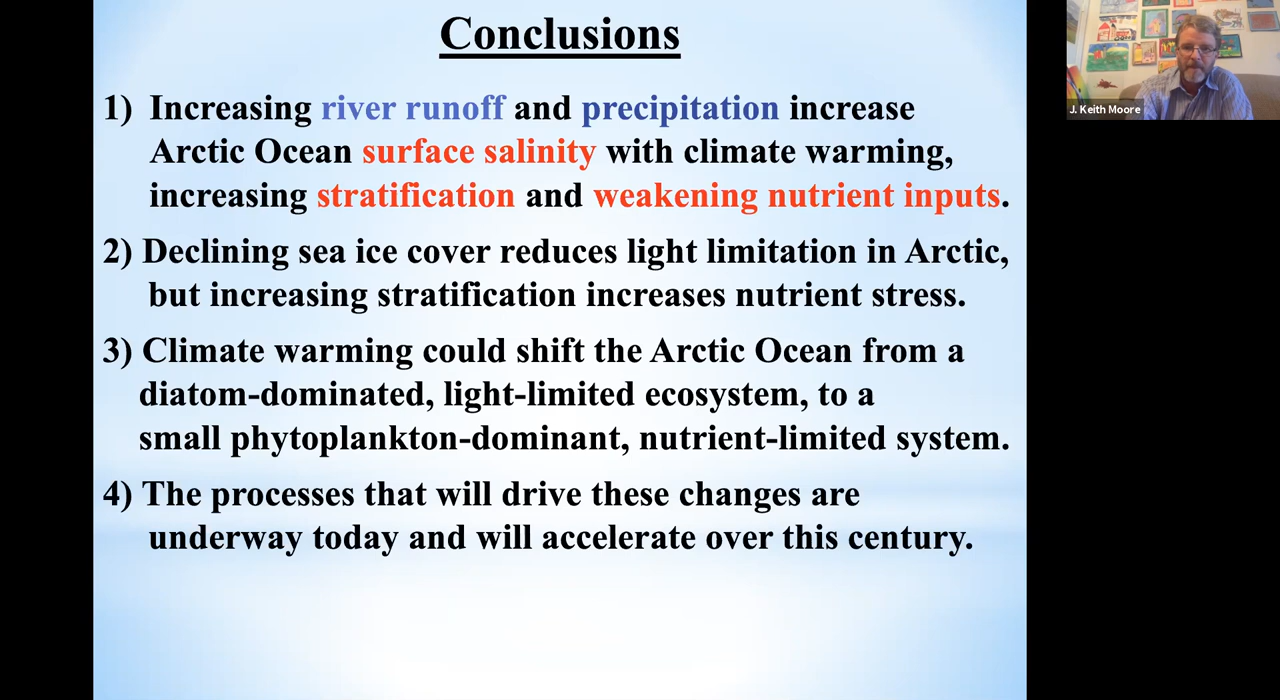 Conclusions
1) Increasing river runoff and precipitation increase
Arctic Ocean surface salinity with climate warming,
increasing stratification and weakening nutrient inputs.
2) Declining sea ice cover reduces light limitation in Arctic,
but increasing stratification increases nutrient stress.
3) Climate warming could shift the Arctic Ocean from a
diatom-dominated, light-limited ecosystem, to a
small phytoplankton-dominant, nutrient-limited system.
4) The processes that will drive these changes are
underway today and will accelerate over this century.
J. Keith Moore